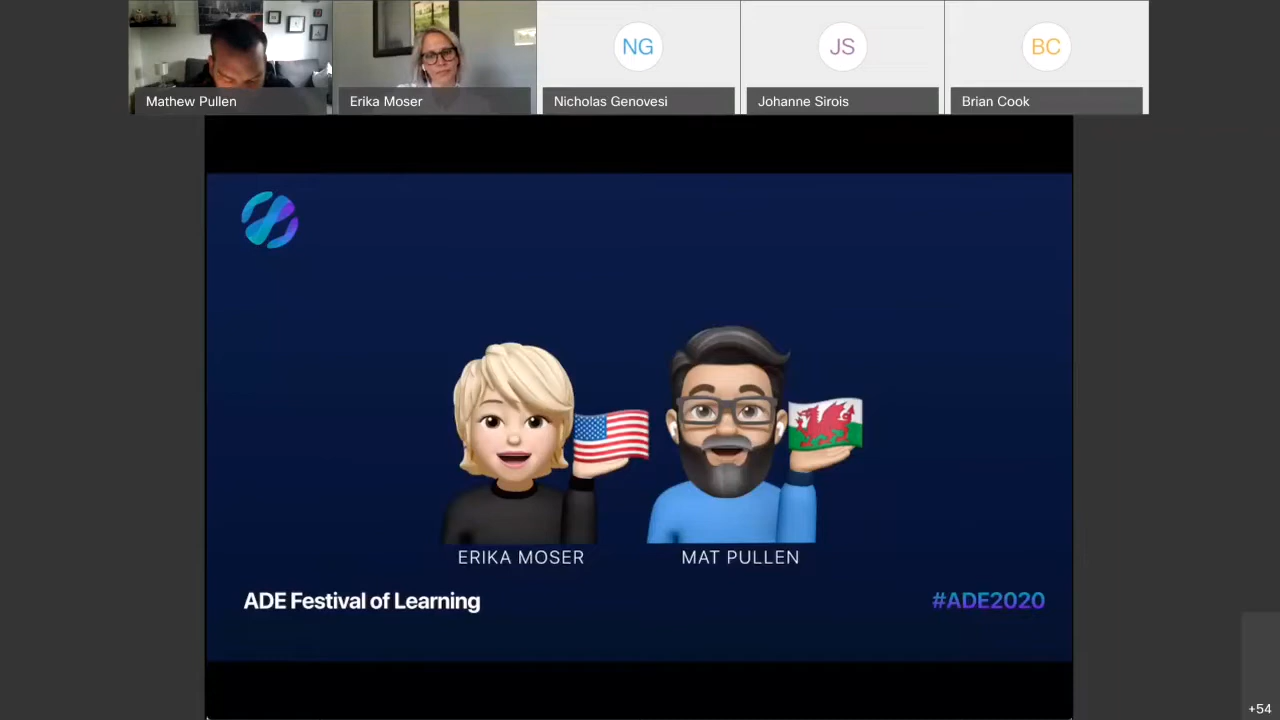 NG
JS
BC
Mathew Pullen
Erika Moser
Nicholas Genovesi
Johanne Sirois
Brian Cook
ERIKA MOSER
MAT PULLEN
ADE Festival of Learning
#ADE2020
+54